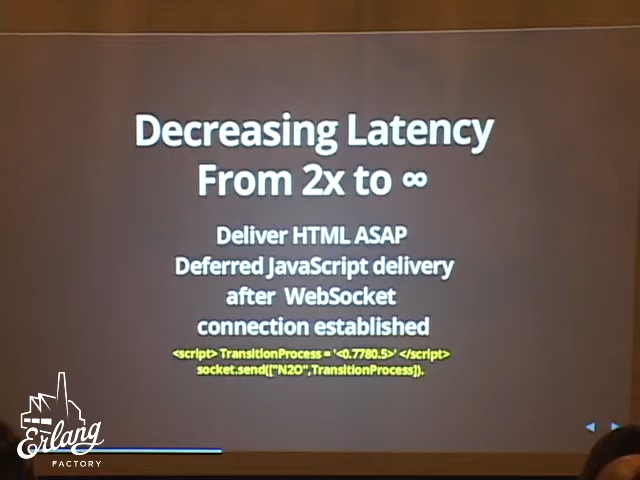 Decreasing Latency
From 2x to ∞
Deliver HTML ASAP
Deferred JavaScript delivery
after WebSocket
connection established
<script> TransitionProcess = '<0.7780.5>' </script>
socket.send(["N2O",TransitionProcess]).
Erlang
FACTORY